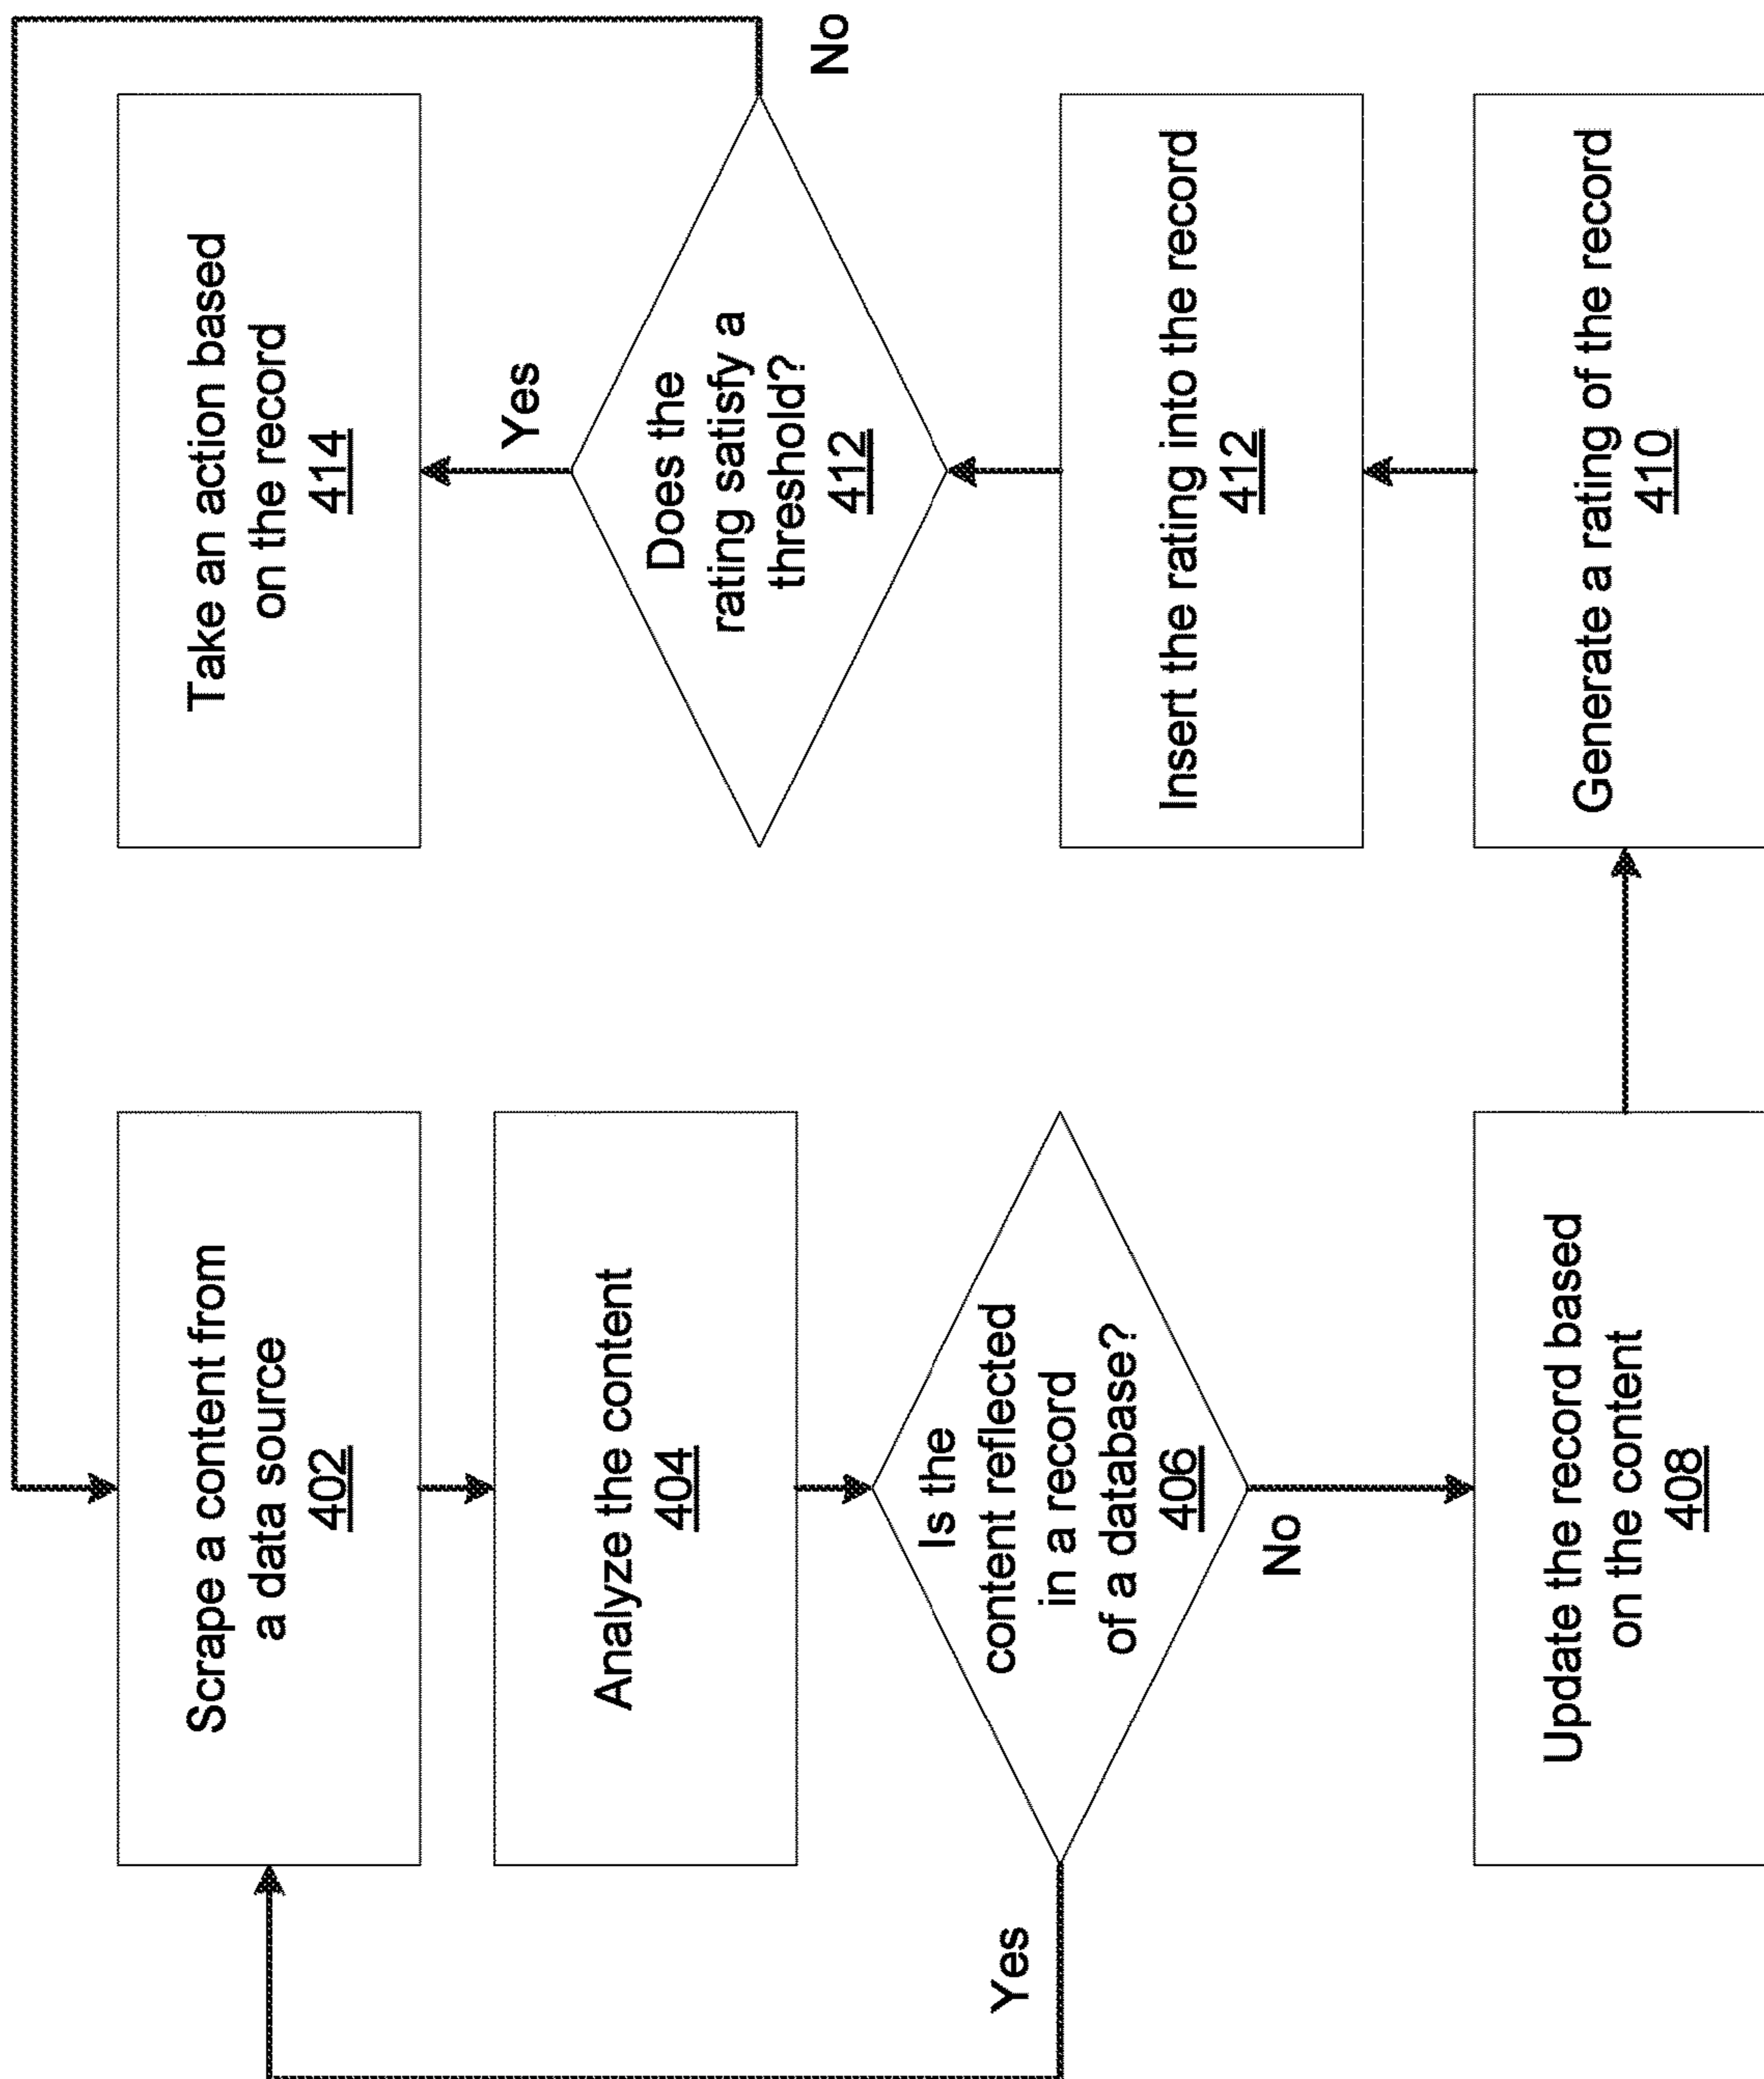 Scrape a content from
a data source
402
Analyze the content
404
Is the
content reflected
in a record
of a database?
406
Yes
No
Update the record based
on the content
408
Generate a rating of the record
410
Insert the rating into the record
412
Does the
rating satisfy a
threshold?
412
Yes
No
Take an action based
on the record
414